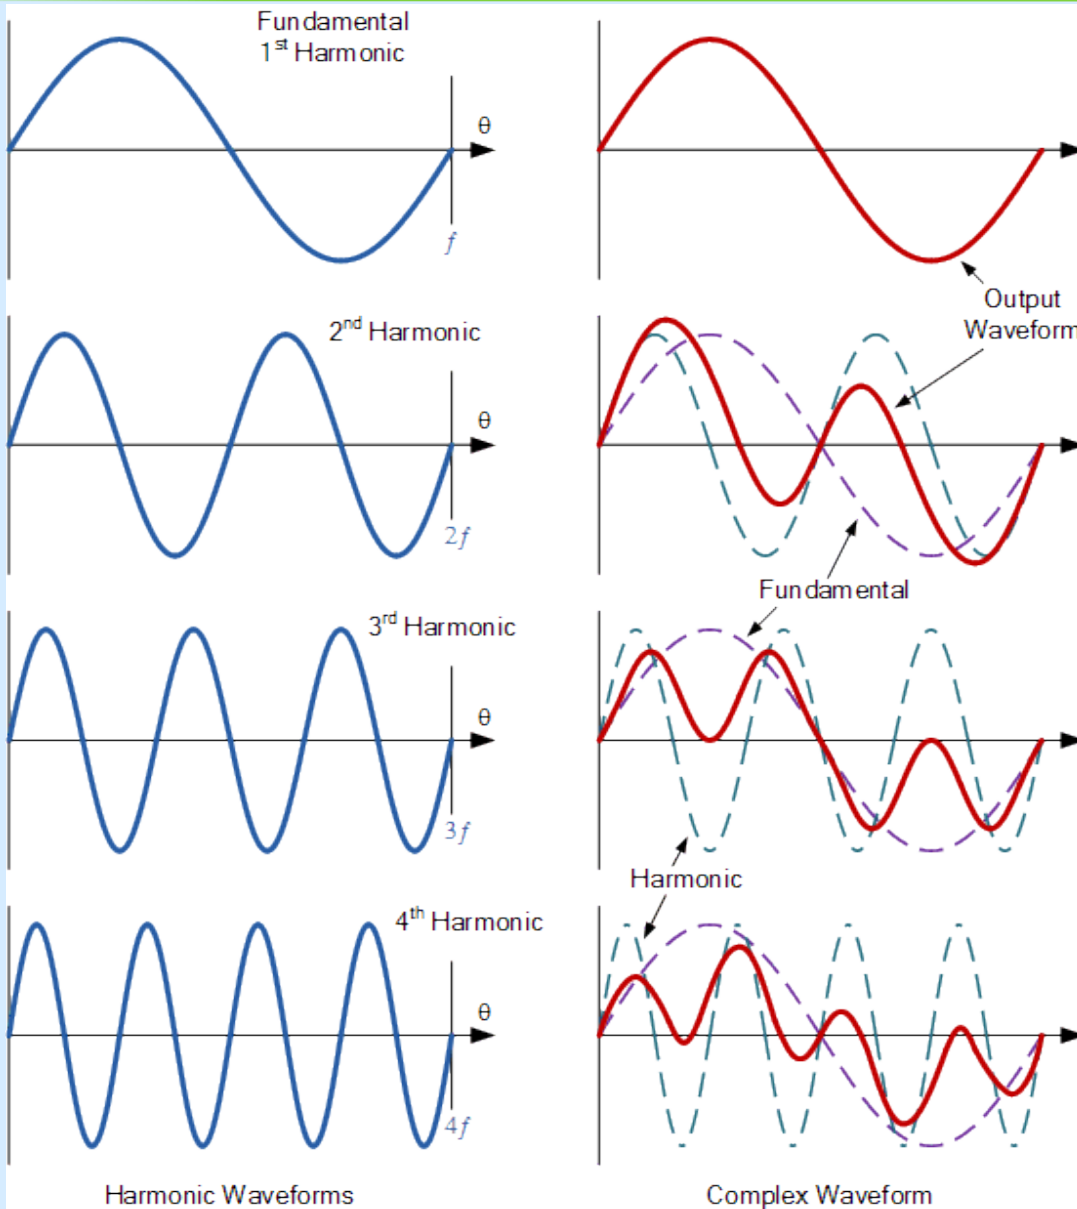 Fundamental
1st Harmonic
θ
f
Output
Waveform
2nd Harmonic
θ
2f
Fundamental
3rd Harmonic
θ
3f
Harmonic
4th Harmonic
θ
4f
Harmonic Waveforms
Complex Waveform